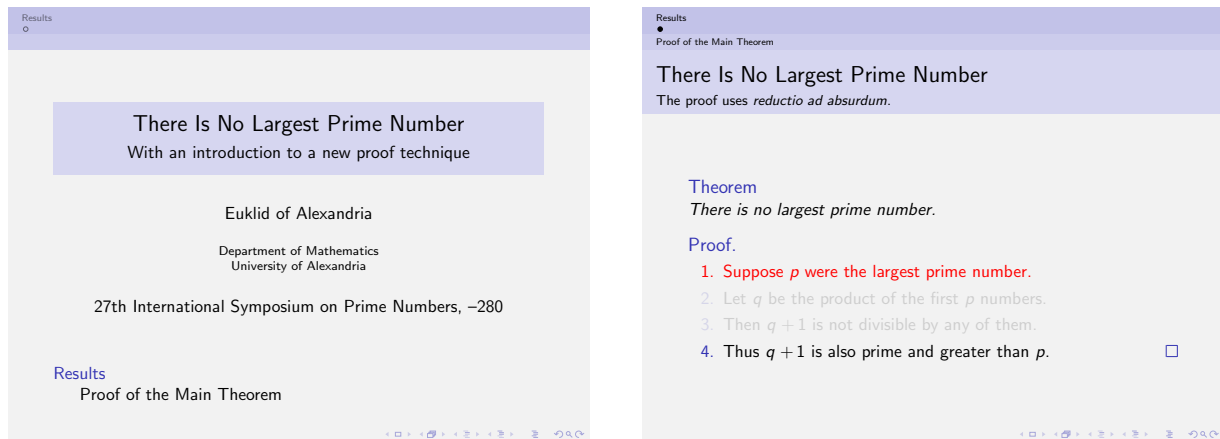 Results
There Is No Largest Prime Number
With an introduction to a new proof technique
Euklid of Alexandria
Department of Mathematics
University of Alexandria
27th International Symposium on Prime Numbers, –280
Results
Proof of the Main Theorem
Results
Proof of the Main Theorem
There Is No Largest Prime Number
The proof uses reductio ad absurdum.
Theorem
There is no largest prime number.
Proof.
1. Suppose p were the largest prime number.
2. Let q be the product of the first p numbers.
3. Then q + 1 is not divisible by any of them.
4. Thus q + 1 is also prime and greater than p.